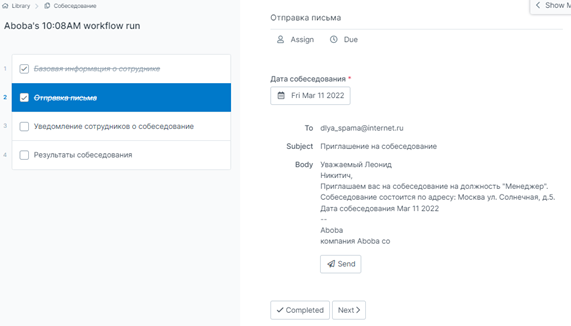 Library > Собеседование
Show M
Aboba's 10:08AM workflow run
1 Базовая информация о сотруднике
2 Отправка письма
3 Уведомление сотрудников о собеседование
4 Результаты собеседования
Отправка письма
Assign Due
Дата собеседования *
Fri Mar 11 2022
To dlya_spama@internet.ru
Subject Приглашение на собеседование
Body Уважаемый Леонид
Никитич,
Приглашаем вас на собеседование на должность "Менеджер".
Собеседование состоится по адресу: Москва ул. Солнечная, д.5.
Дата собеседования Mar 11 2022
--
Aboba
компания Aboba co
Send
Completed Next >